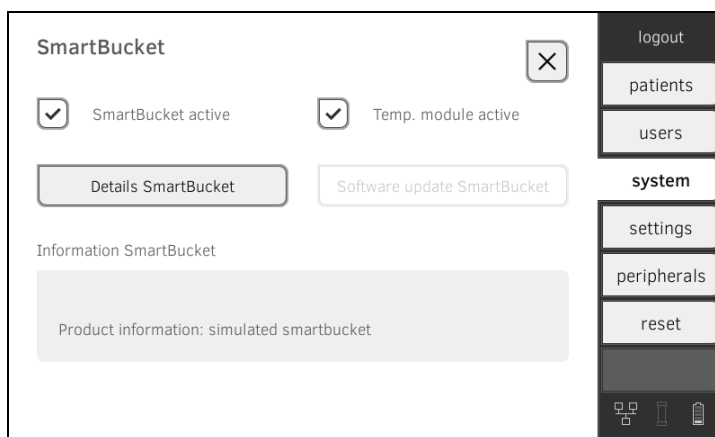 SmartBucket
SmartBucket active
Temp. module active
Details SmartBucket
Software update SmartBucket
Information SmartBucket
Product information: simulated smartbucket
logout
patients
users
system
settings
peripherals
reset